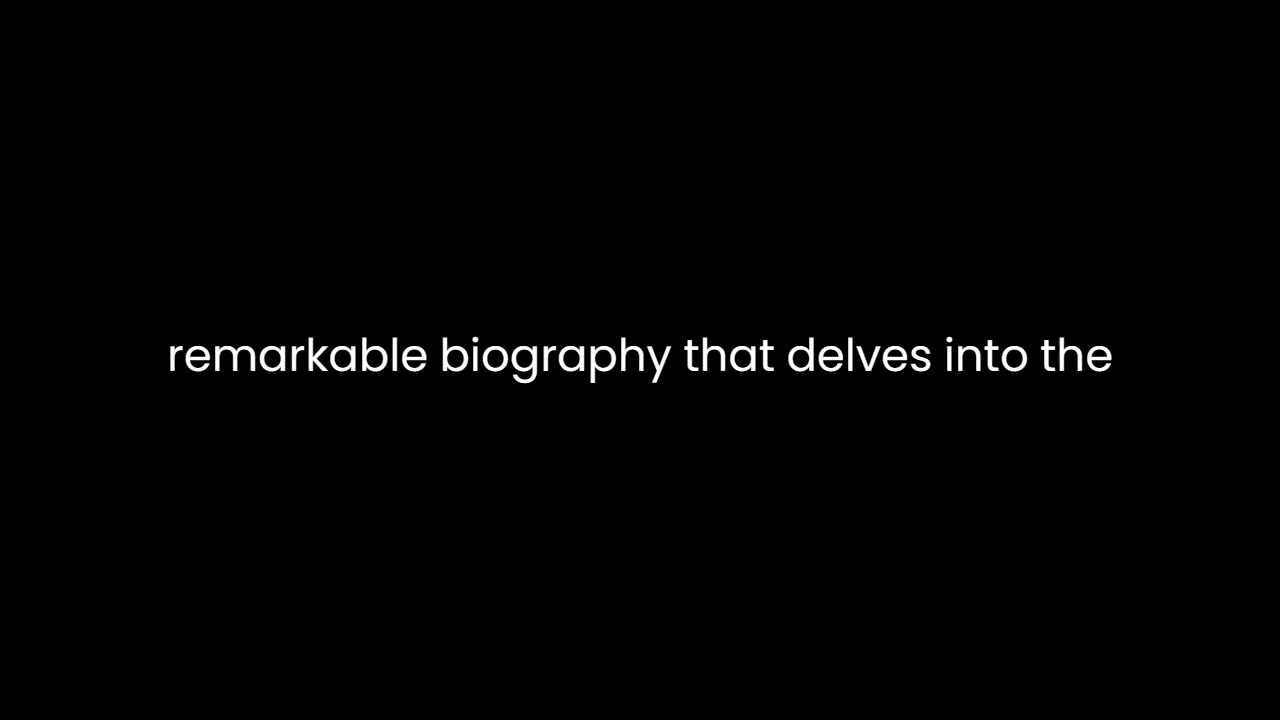 remarkable biography that delves into the